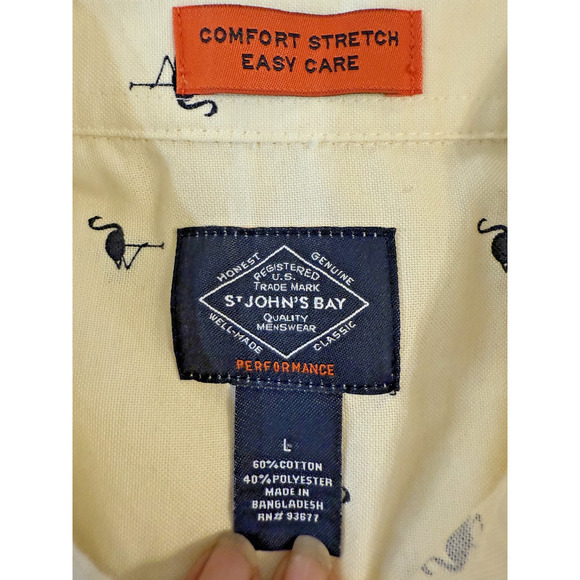 COMFORT STRETCH
EASY CARE
HONEST
GENUINE
REGISTERED
U.S.
TRADE MARK
ST JOHN'S BAY
QUALITY
MENSWEAR
WELL-MADE
CLASSIC
PERFORMANCE
L
60% COTTON
40% POLYESTER
MADE IN
BANGLADESH
RN# 93677